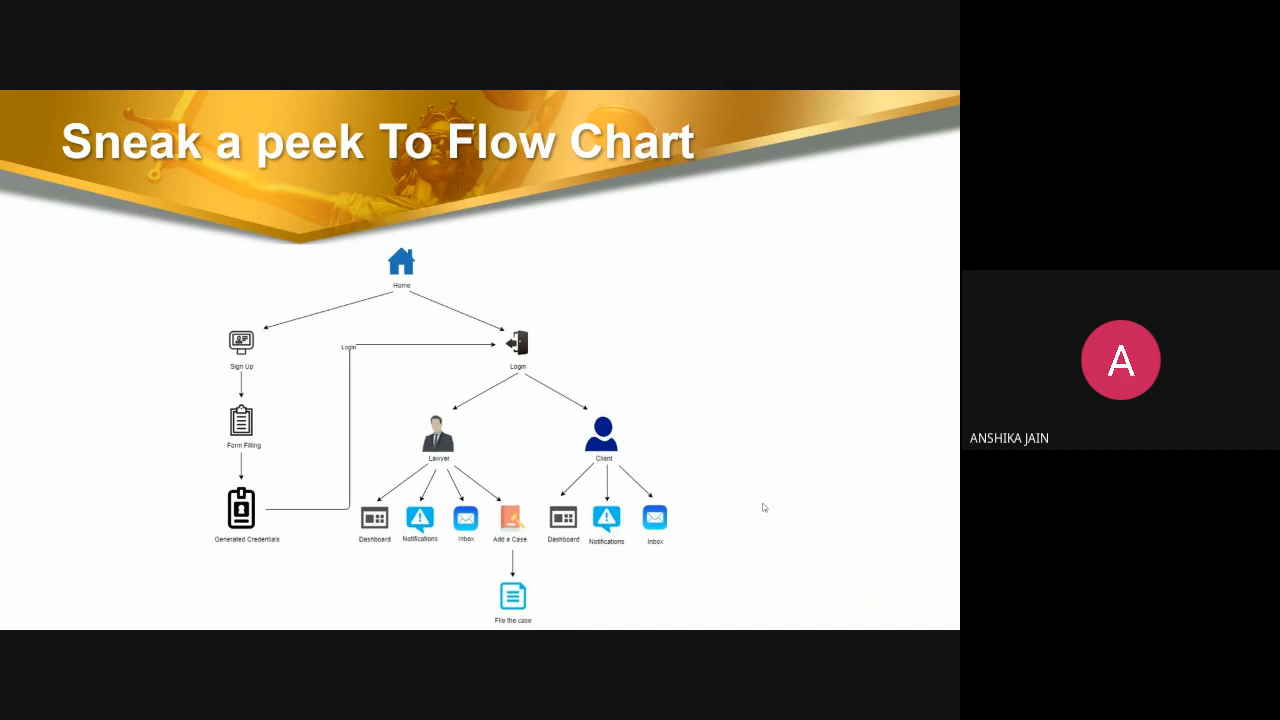 Sneak a peek To Flow Chart
Home
Sign Up
Login
Login
Form Filling
Lawyer
Client
Generated Credentials
Dashboard
Notifications
Inbox
Add a Case
Dashboard
Notifications
Inbox
File the case
A
ANSHIKA JAIN